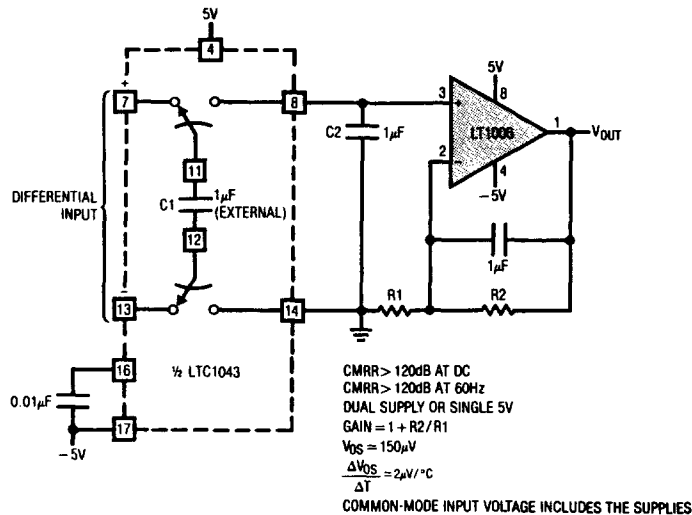 5V
4
+
7
8
3
5V
8
1
VOUT
LT1006
C2
1µF
2
−
4
−5V
11
DIFFERENTIAL
INPUT
C1
1µF
(EXTERNAL)
12
1µF
R1
R2
−
13
14
16
½ LTC1043
0.01µF
17
−5V
CMRR> 120dB AT DC
CMRR> 120dB AT 60Hz
DUAL SUPPLY OR SINGLE 5V
GAIN = 1 + R2/R1
VOS = 150µV
ΔVOS
ΔT
= 2µV/°C
COMMON-MODE INPUT VOLTAGE INCLUDES THE SUPPLIES